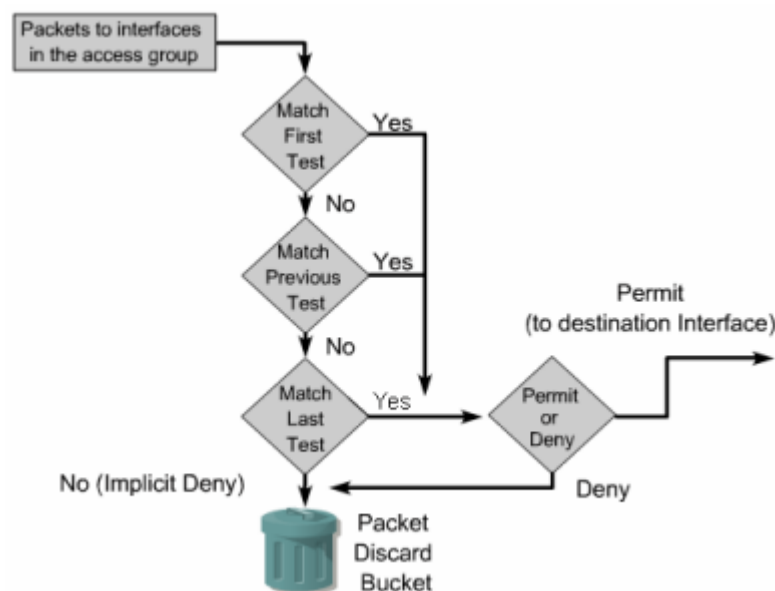 Packets to interfaces
in the access group
Match
First
Test
Yes
No
Match
Previous
Test
Yes
No
Match
Last
Test
Yes
Permit
or
Deny
Permit
(to destination Interface)
No (Implicit Deny)
Deny
Packet
Discard
Bucket